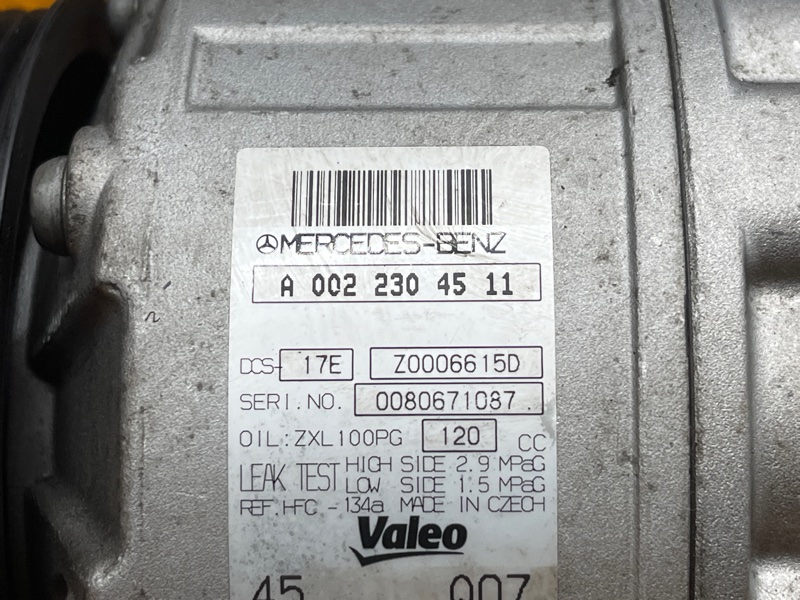 MERCEDES-BENZ
A 002 230 45 11
DCS- 17E Z0006615D
SERI.NO. 0080671087
OIL:ZXL100PG 120 CC
LEAK TEST HIGH SIDE 2.9 MPaG
LOW SIDE 1.5 MPaG
REF.HFC-134a MADE IN CZECH
Valeo
45 007